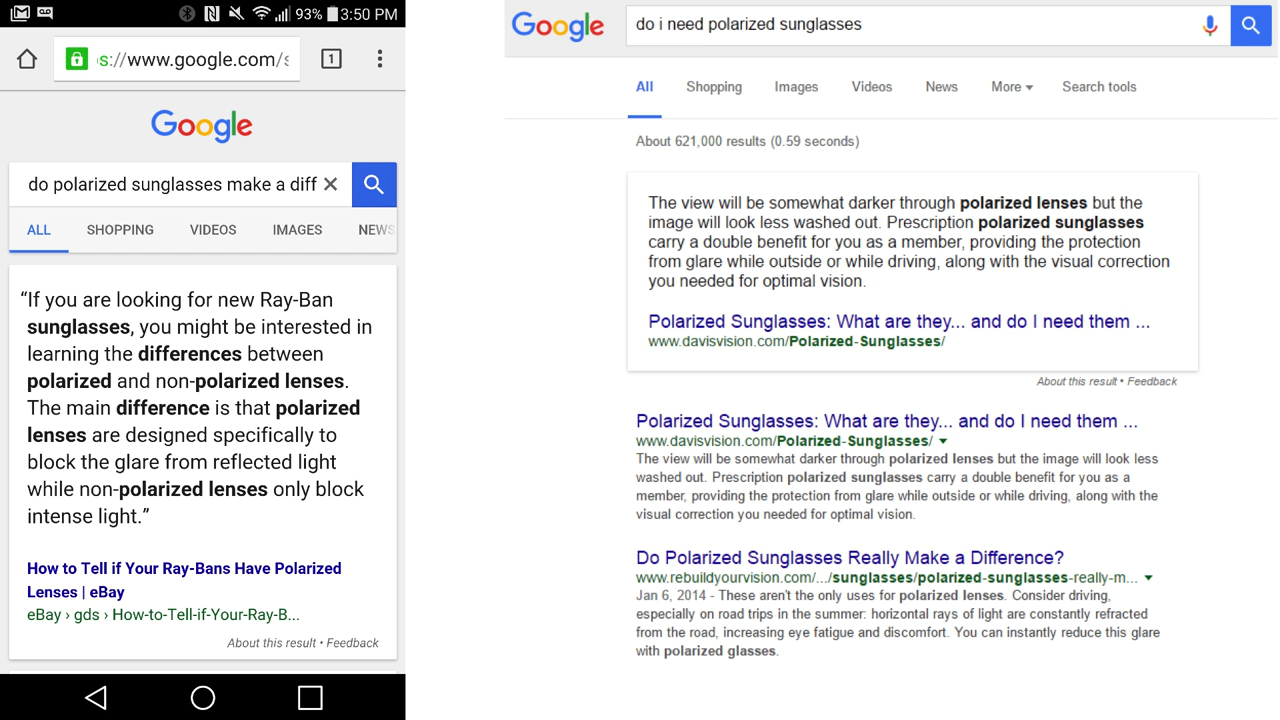 93% 3:50 PM
s://www.google.com/s
1
Google
do polarized sunglasses make a diff
ALL SHOPPING VIDEOS IMAGES NEWS
“If you are looking for new Ray-Ban
sunglasses, you might be interested in
learning the differences between
polarized and non-polarized lenses.
The main difference is that polarized
lenses are designed specifically to
block the glare from reflected light
while non-polarized lenses only block
intense light.”
How to Tell if Your Ray-Bans Have Polarized
Lenses | eBay
eBay › gds › How-to-Tell-if-Your-Ray-B...
About this result • Feedback
Google
do i need polarized sunglasses
All Shopping Images Videos News More Search tools
About 621,000 results (0.59 seconds)
The view will be somewhat darker through polarized lenses but the
image will look less washed out. Prescription polarized sunglasses
carry a double benefit for you as a member, providing the protection
from glare while outside or while driving, along with the visual correction
you needed for optimal vision.
Polarized Sunglasses: What are they... and do I need them ...
www.davisvision.com/Polarized-Sunglasses/
About this result • Feedback
Polarized Sunglasses: What are they... and do I need them ...
www.davisvision.com/Polarized-Sunglasses/
The view will be somewhat darker through polarized lenses but the image will look less
washed out. Prescription polarized sunglasses carry a double benefit for you as a
member, providing the protection from glare while outside or while driving, along with the
visual correction you needed for optimal vision.
Do Polarized Sunglasses Really Make a Difference?
www.rebuildyourvision.com/.../sunglasses/polarized-sunglasses-really-m...
Jan 6, 2014 - These aren't the only uses for polarized lenses. Consider driving,
especially on road trips in the summer: horizontal rays of light are constantly refracted
from the road, increasing eye fatigue and discomfort. You can instantly reduce this glare
with polarized glasses.